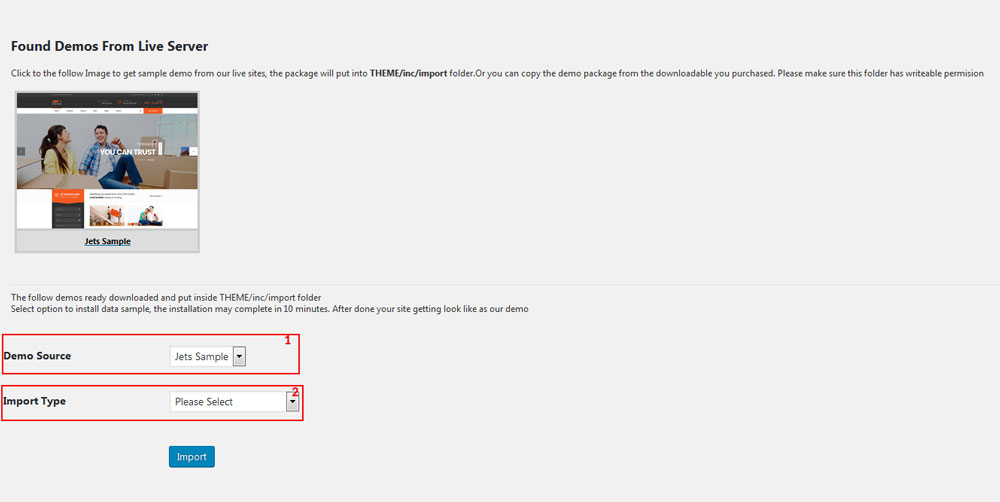 Found Demos From Live Server
Click to the follow Image to get sample demo from our live sites, the package will put into THEME/inc/import folder.Or you can copy the demo package from the downloadable you purchased. Please make sure this folder has writeable permision
YOU CAN TRUST
Jets Sample
The follow demos ready downloaded and put inside THEME/inc/import folder
Select option to install data sample, the installation may complete in 10 minutes. After done your site getting look like as our demo
1
Demo Source Jets Sample
2
Import Type Please Select
Import